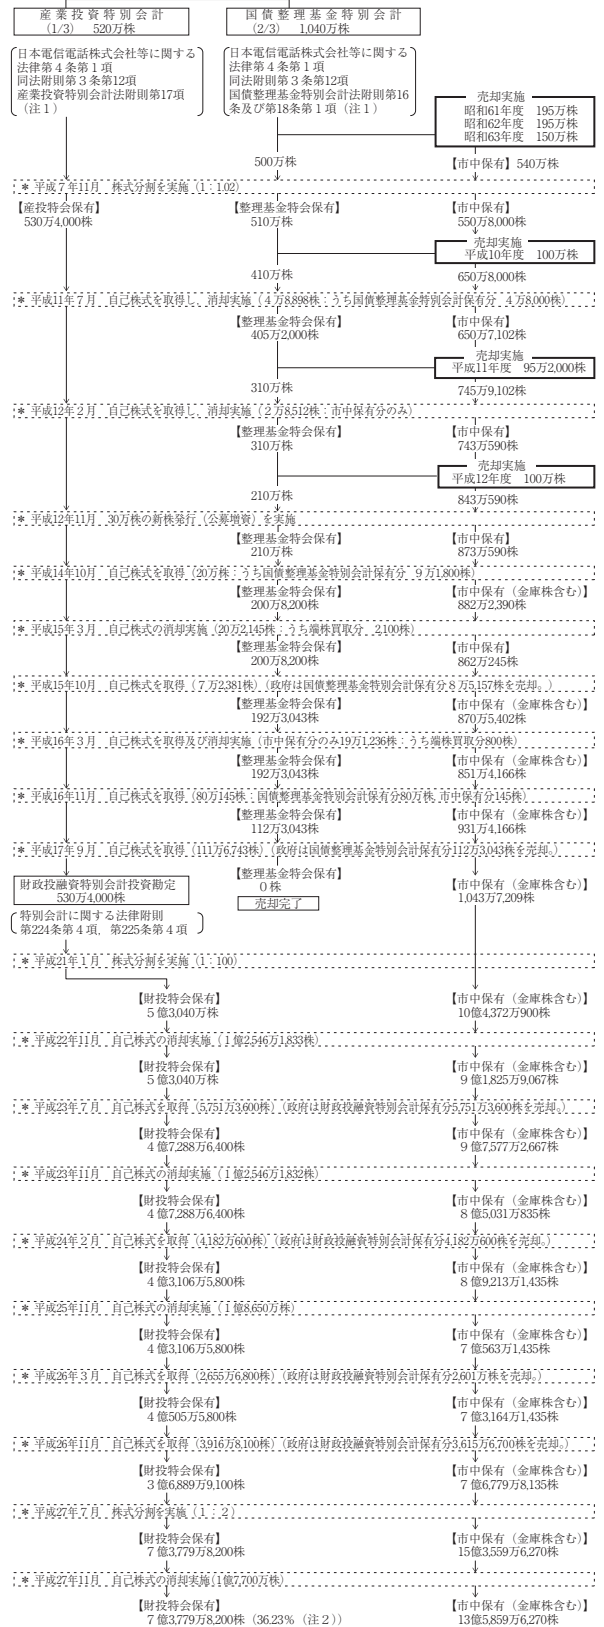 産業投資特別会計
(1/3) 520万株
国債整理基金特別会計
(2/3) 1,040万株
日本電信電話株式会社等に関する
法律第4条第1項
同法附則第3条第12項
産業投資特別会計法附則第17項
(注1)
日本電信電話株式会社等に関する
法律第4条第1項
同法附則第3条第12項
国債整理基金特別会計法附則第16
条及び第18条第1項(注1)
売却実施
昭和61年度 195万株
昭和62年度 195万株
昭和63年度 150万株
500万株
【市中保有】540万株
＊ 平成7年11月 株式分割を実施(1：1.02)
【産投特会保有】
530万4,000株
【整理基金特会保有】
510万株
【市中保有】
550万8,000株
売却実施
平成10年度 100万株
410万株
650万8,000株
＊ 平成11年7月 自己株式を取得し、消却実施(4万8,898株：うち国債整理基金特別会計保有分 4万8,000株)
【整理基金特会保有】
405万2,000株
【市中保有】
650万7,102株
売却実施
平成11年度 95万2,000株
310万株
745万9,102株
＊ 平成12年2月 自己株式を取得し、消却実施(2万8,512株：市中保有分のみ)
【整理基金特会保有】
310万株
【市中保有】
743万590株
売却実施
平成12年度 100万株
210万株
843万590株
＊ 平成12年11月 30万株の新株発行(公募増資)を実施
【整理基金特会保有】
210万株
【市中保有】
873万590株
＊ 平成14年10月 自己株式を取得(20万株：うち国債整理基金特別会計保有分 9万1,800株)
【整理基金特会保有】
200万8,200株
【市中保有(金庫株含む)】
882万2,390株
＊ 平成15年3月 自己株式の消却実施(20万2,145株：うち端株買取分 2,100株)
【整理基金特会保有】
200万8,200株
【市中保有】
862万245株
＊ 平成15年10月 自己株式を取得(7万2,381株)(政府は国債整理基金特別会計保有分8万5,157株を売却。)
【整理基金特会保有】
192万3,043株
【市中保有(金庫株含む)】
870万5,402株
＊ 平成16年3月 自己株式を取得及び消却実施(市中保有分のみ19万1,236株：うち端株買取分800株)
【整理基金特会保有】
192万3,043株
【市中保有(金庫株含む)】
851万4,166株
＊ 平成16年11月 自己株式を取得(80万145株：国債整理基金特別会計保有分80万株、市中保有分145株)
【整理基金特会保有】
112万3,043株
【市中保有(金庫株含む)】
931万4,166株
＊ 平成17年9月 自己株式を取得(111万6,743株)(政府は国債整理基金特別会計保有分112万3,043株を売却。)
財政投融資特別会計投資勘定
530万4,000株
【整理基金特会保有】
0株
売却完了
【市中保有(金庫株含む)】
1,043万7,209株
特別会計に関する法律附則
第224条第4項、第225条第4項
＊ 平成21年1月 株式分割を実施(1：100)
【財投特会保有】
5億3,040万株
【市中保有(金庫株含む)】
10億4,372万900株
＊ 平成22年11月 自己株式の消却実施(1億2,546万1,833株)
【財投特会保有】
5億3,040万株
【市中保有(金庫株含む)】
9億1,825万9,067株
＊ 平成23年7月 自己株式を取得(5,751万3,600株)(政府は財政投融資特別会計保有分5,751万3,600株を売却。)
【財投特会保有】
4億7,288万6,400株
【市中保有(金庫株含む)】
9億7,577万2,667株
＊ 平成23年11月 自己株式の消却実施(1億2,546万1,832株)
【財投特会保有】
4億7,288万6,400株
【市中保有(金庫株含む)】
8億5,031万835株
＊ 平成24年2月 自己株式を取得(4,182万600株)(政府は財政投融資特別会計保有分4,182万600株を売却。)
【財投特会保有】
4億3,106万5,800株
【市中保有(金庫株含む)】
8億9,213万1,435株
＊ 平成25年11月 自己株式の消却実施(1億8,650万株)
【財投特会保有】
4億3,106万5,800株
【市中保有(金庫株含む)】
7億563万1,435株
＊ 平成26年3月 自己株式を取得(2,655万6,800株)(政府は財政投融資特別会計保有分2,601万株を売却。)
【財投特会保有】
4億505万5,800株
【市中保有(金庫株含む)】
7億3,164万1,435株
＊ 平成26年11月 自己株式を取得(3,916万8,100株)(政府は財政投融資特別会計保有分3,615万6,700株を売却。)
【財投特会保有】
3億6,889万9,100株
【市中保有(金庫株含む)】
7億6,779万8,135株
＊ 平成27年7月 株式分割を実施(1：2)
【財投特会保有】
7億3,779万8,200株
【市中保有(金庫株含む)】
15億3,559万6,270株
＊ 平成27年11月 自己株式の消却実施(1億7,700万株)
【財投特会保有】
7億3,779万8,200株(36.23%(注2))
【市中保有(金庫株含む)】
13億5,859万6,270株